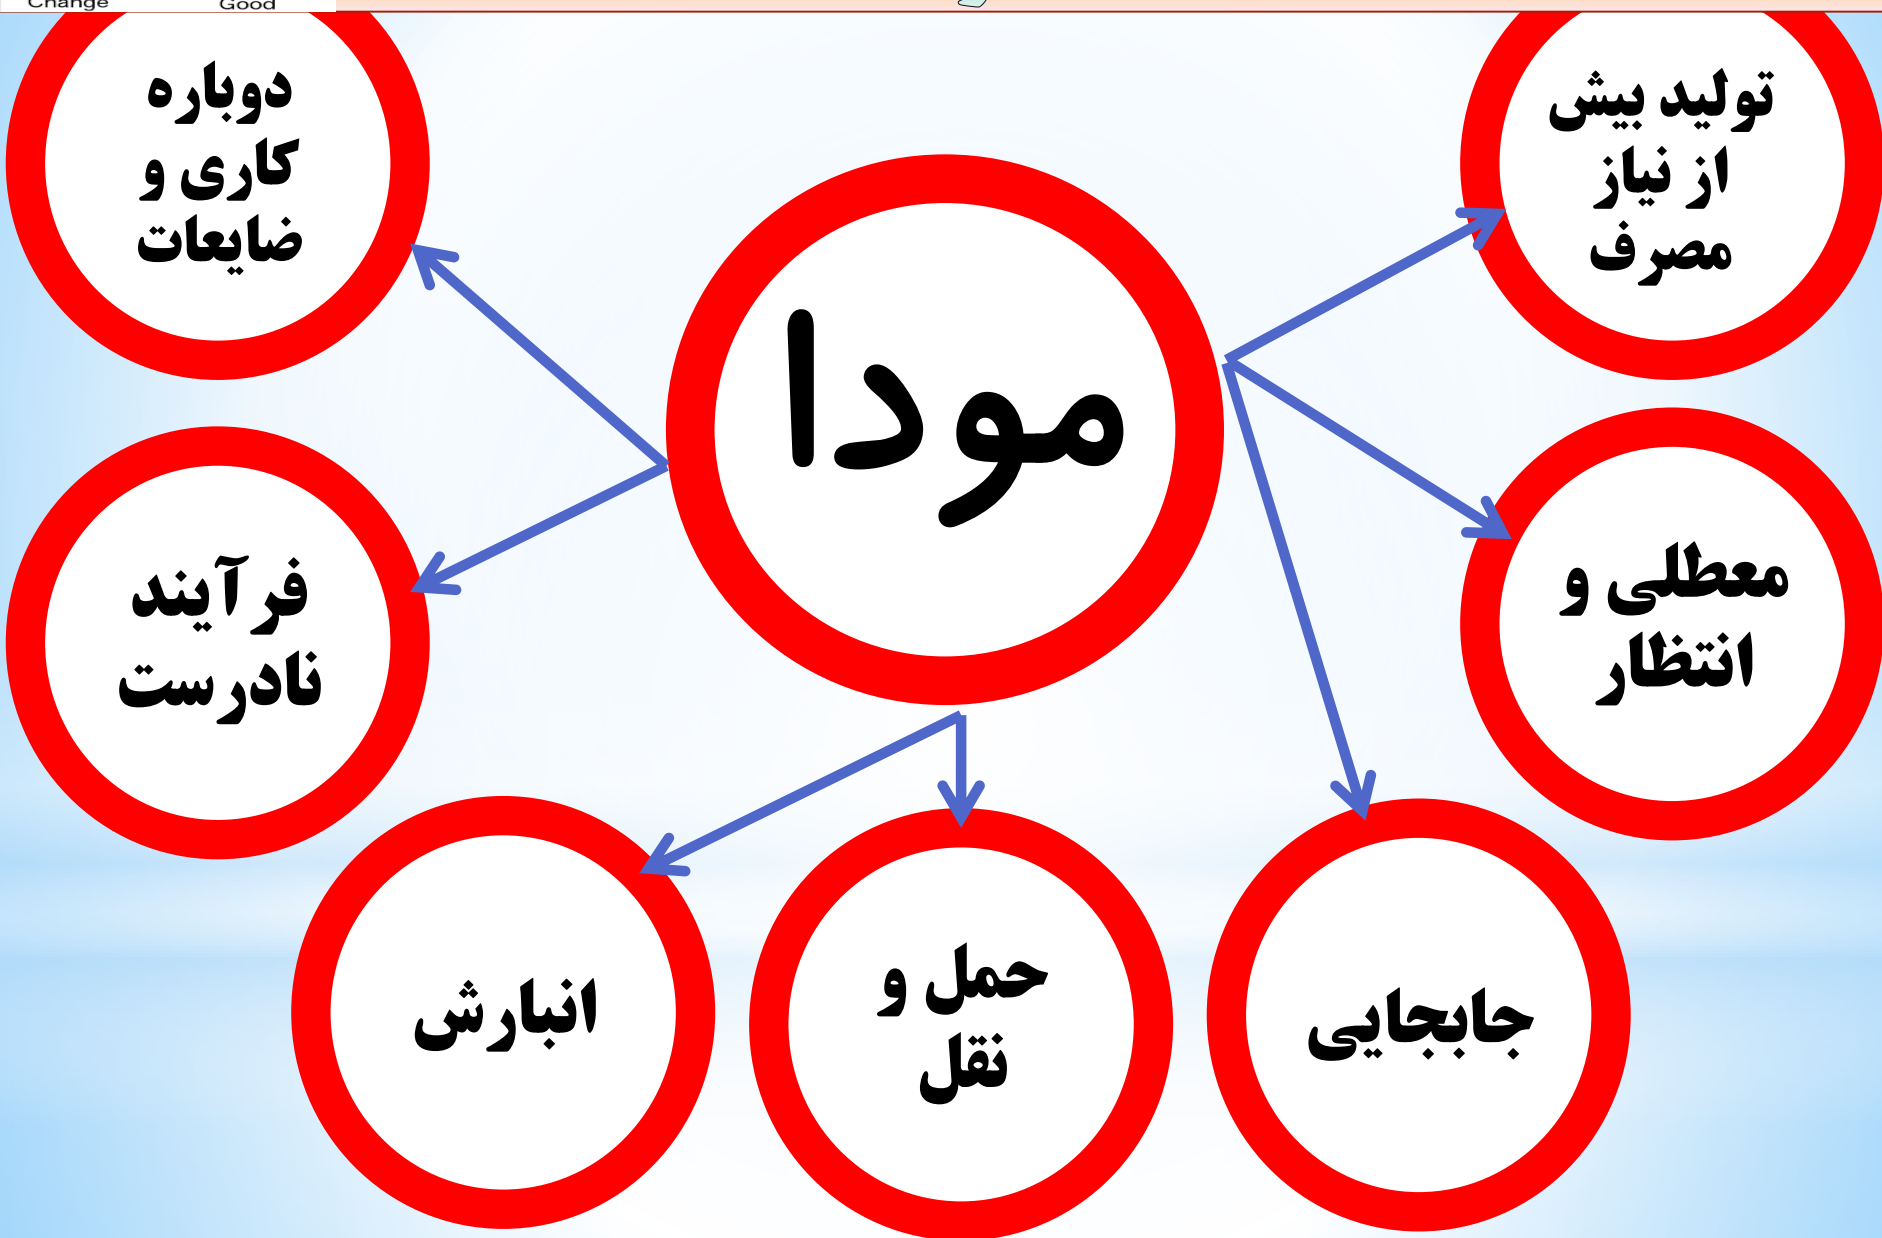 Change
Good
مودا
تولید بیش
از نیاز
مصرف
معطلی و
انتظار
جابجایی
حمل و
نقل
انبارش
فرآیند
نادرست
دوباره
کاری و
ضایعات